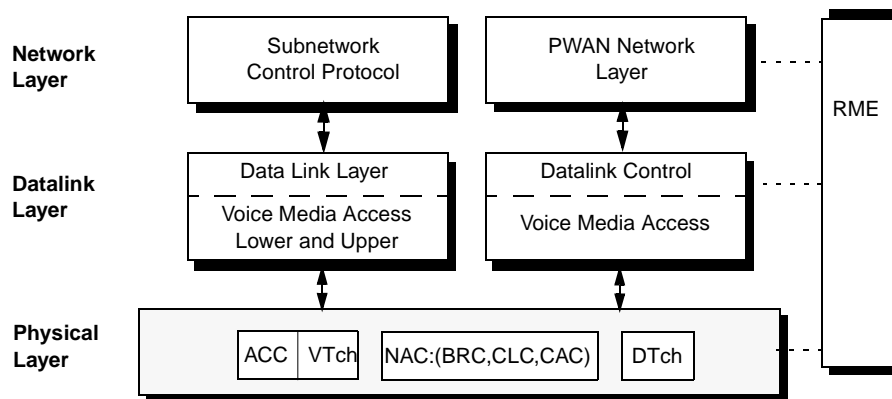 Network
Layer
Subnetwork
Control Protocol
PWAN Network
Layer
RME
Datalink
Layer
Data Link Layer
Voice Media Access
Lower and Upper
Datalink Control
Voice Media Access
Physical
Layer
ACC
VTch
NAC:(BRC,CLC,CAC)
DTch